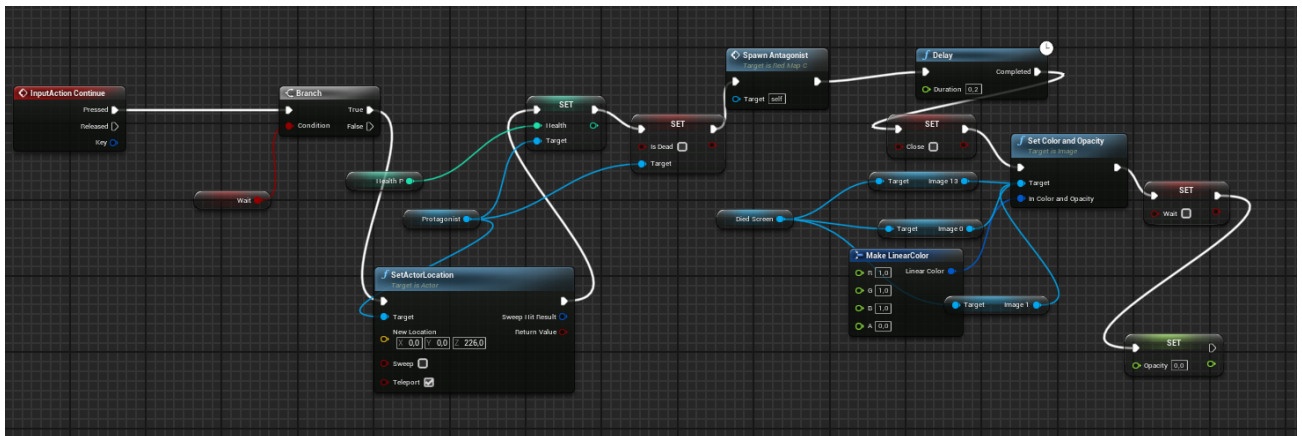 InputAction Continue
Pressed
Released
Key
Wait
Branch
True
Condition
False
Health P
Protagonist
SetActorLocation
Target is Actor
Target
Sweep Hit Result
New Location
Return Value
X 0,0 Y 0,0 Z 226,0
Sweep
Teleport
SET
Health
Target
SET
Is Dead
Target
Spawn Antagonist
Target is Red Map C
Target self
Delay
Completed
Duration 0,2
SET
Close
Died Screen
Target Image 13
Target Image 0
Make LinearColor
R 1,0
Linear Color
G 1,0
B 1,0
A 0,0
Target Image 1
Set Color and Opacity
Target is Image
Target
In Color and Opacity
SET
Wait
SET
Opacity 0,0